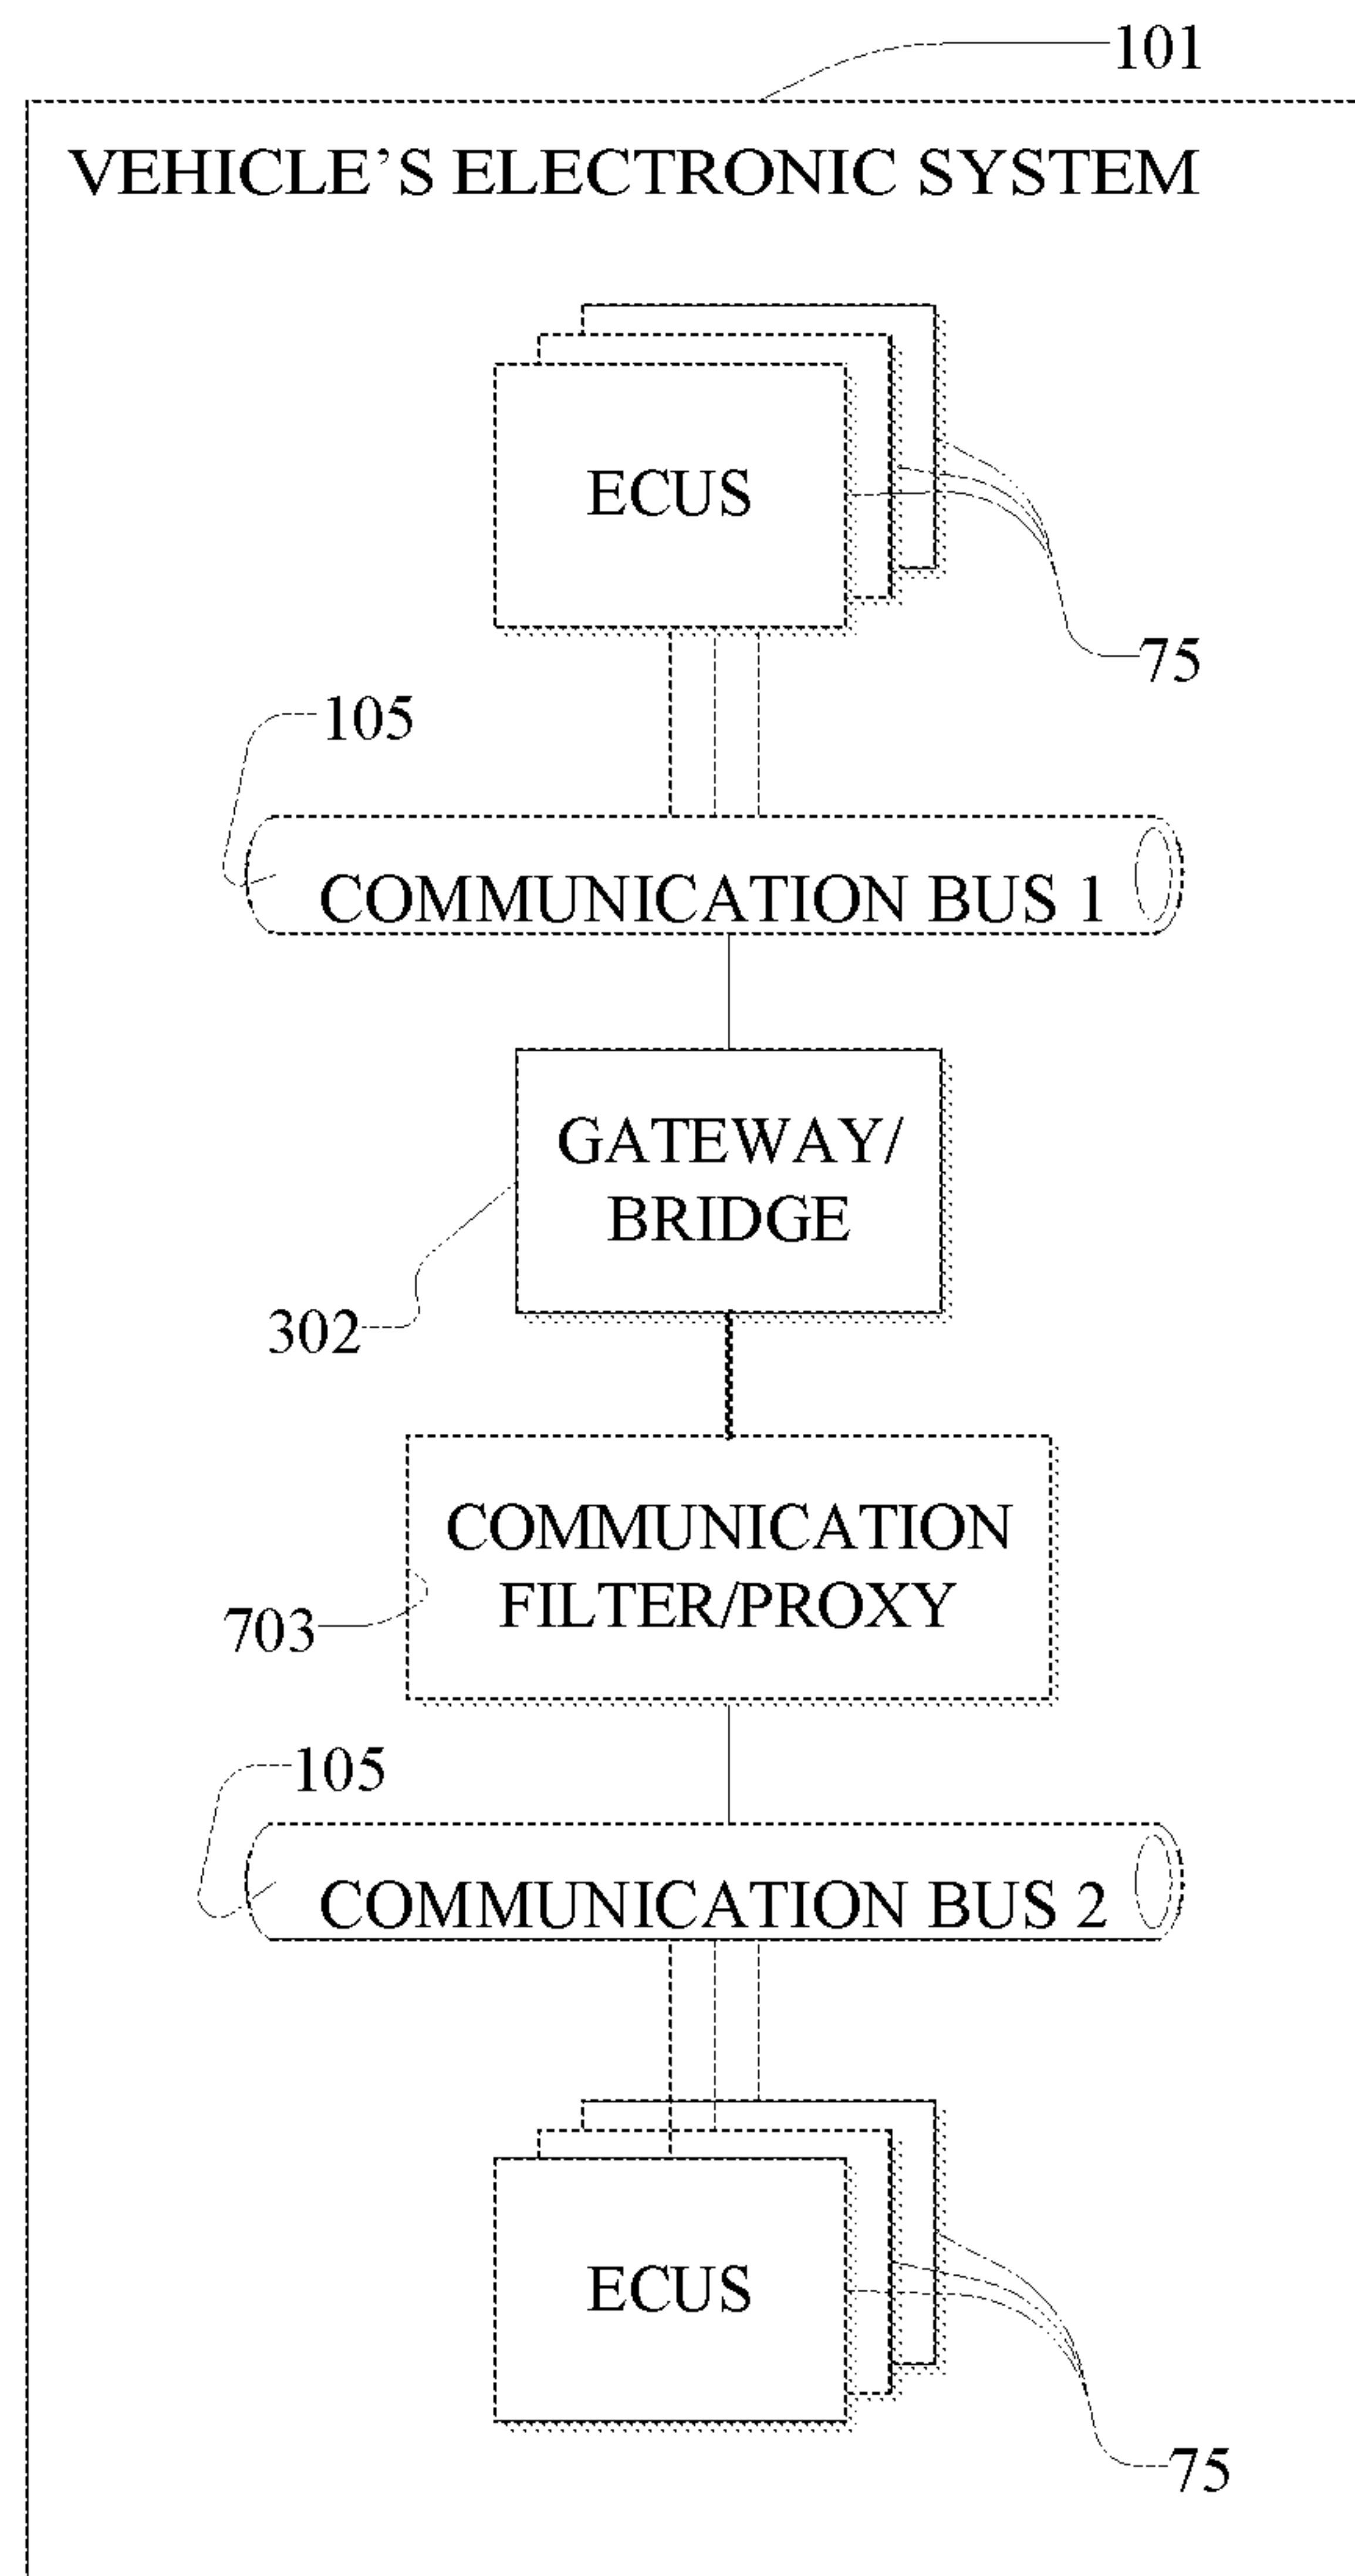 101
VEHICLE'S ELECTRONIC SYSTEM
ECUS
75
105
COMMUNICATION BUS 1
GATEWAY/
BRIDGE
302
COMMUNICATION
FILTER/PROXY
703
105
COMMUNICATION BUS 2
ECUS
75